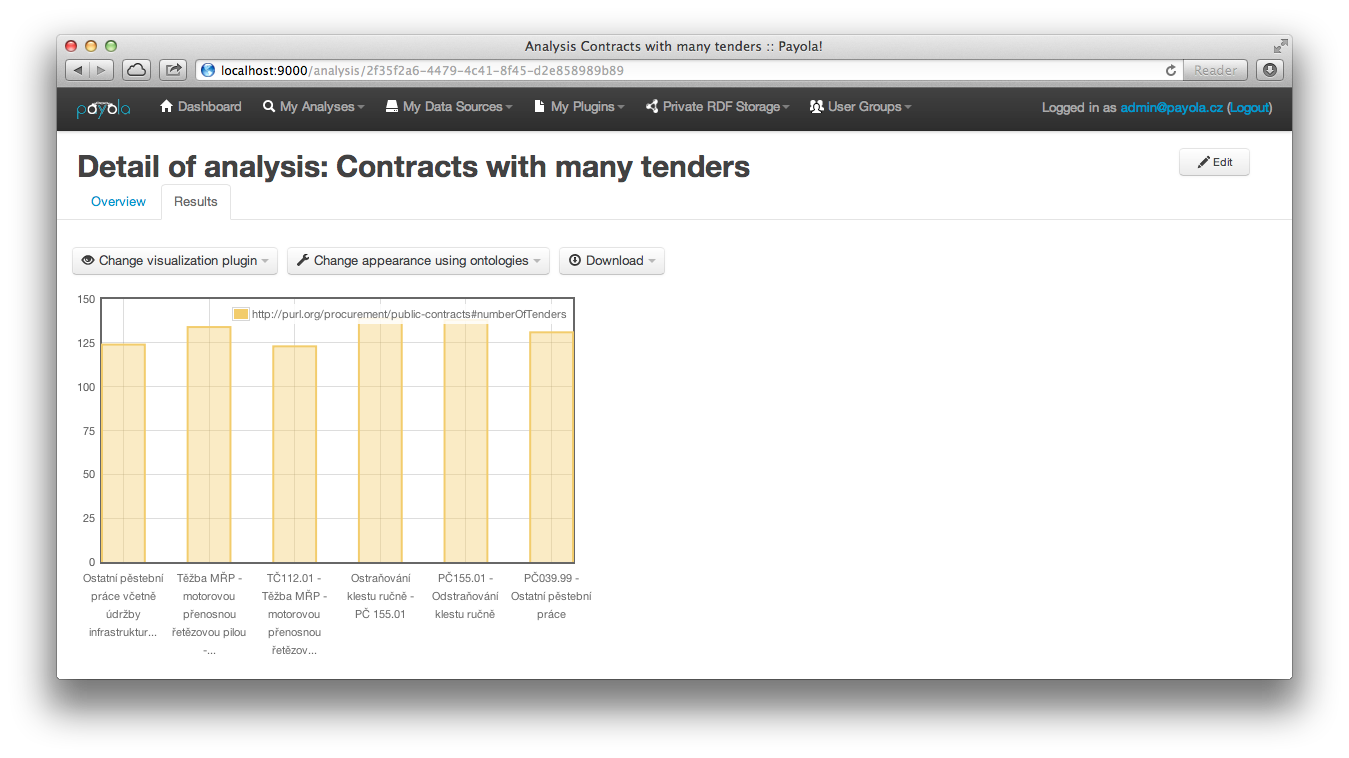 Analysis Contracts with many tenders :: Payola!
localhost:9000/analysis/2f35f2a6-4479-4c41-8f45-d2e858989b89
Reader
payola
Dashboard
My Analyses
My Data Sources
My Plugins
Private RDF Storage
User Groups
Logged in as admin@payola.cz (Logout)
Detail of analysis: Contracts with many tenders
Edit
Overview
Results
Change visualization plugin
Change appearance using ontologies
Download
http://purl.org/procurement/public-contracts#numberOfTenders
150
125
100
75
50
25
0
Ostatní pěstební
práce včetně
údržby
infrastruktur...
Těžba MŘP -
motorovou
přenosnou
řetězovou pilou
-...
TČ112.01 -
Těžba MŘP -
motorovou
přenosnou
řetězov...
Ostraňování
klestu ručně -
PČ 155.01
PČ155.01 -
Odstraňování
klestu ručně
PČ039.99 -
Ostatní pěstební
práce